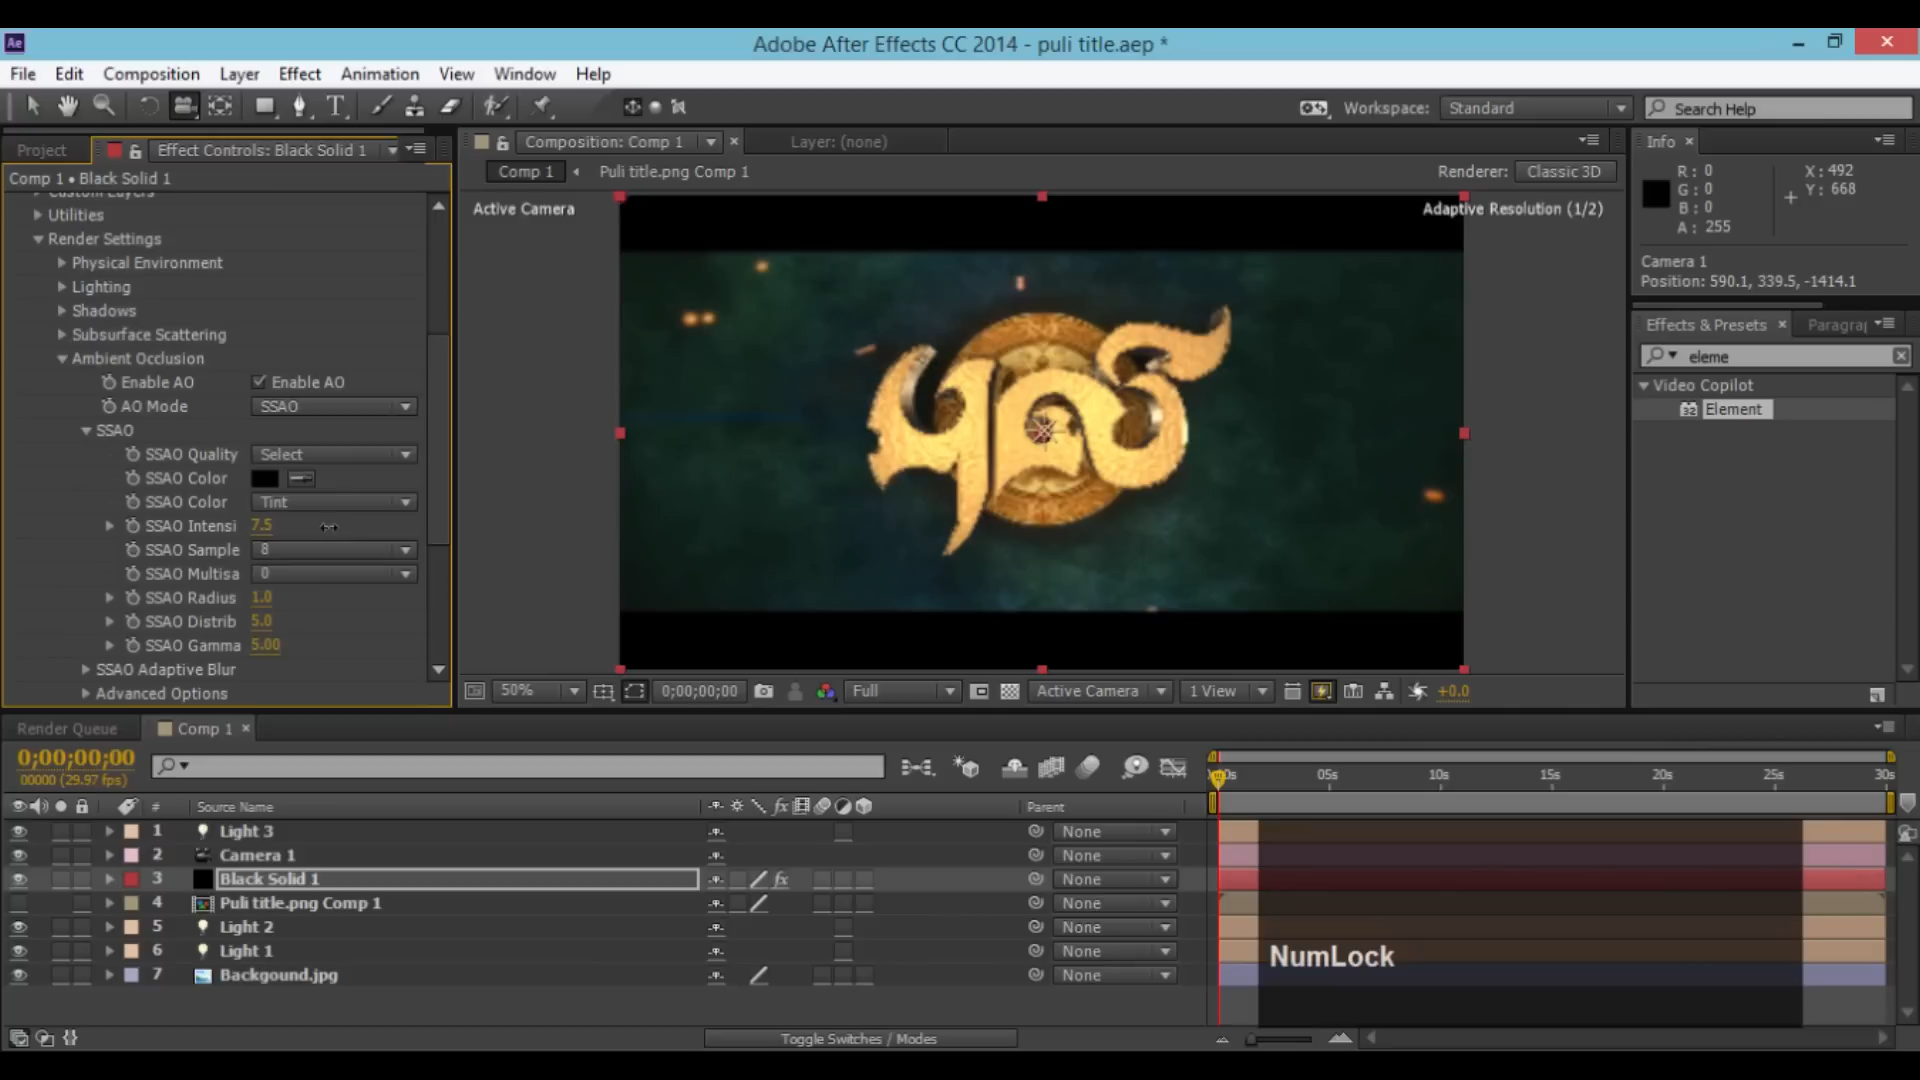 Ae
Adobe After Effects CC 2014 - puli title.aep *
File Edit Composition Layer Effect Animation View Window Help
Workspace: Standard
Search Help
Project
Effect Controls: Black Solid 1
Comp 1 • Black Solid 1
Custom Layers
Utilities
Render Settings
Physical Environment
Lighting
Shadows
Subsurface Scattering
Ambient Occlusion
Enable AO Enable AO
AO Mode SSAO
SSAO
SSAO Quality Select
SSAO Color
SSAO Color Tint
SSAO Intensi 7.5
SSAO Sample 8
SSAO Multisa 0
SSAO Radius 1.0
SSAO Distrib 5.0
SSAO Gamma 5.00
SSAO Adaptive Blur
Advanced Options
Composition: Comp 1
Layer: (none)
Comp 1 Puli title.png Comp 1
Renderer: Classic 3D
Active Camera
Adaptive Resolution (1/2)
புலி
50% 0;00;00;00 Full Active Camera 1 View +0.0
Info
R: 0
G: 0
B: 0
A: 255
X: 492
Y: 668
Camera 1
Position: 590.1, 339.5, -1414.1
Effects & Presets Paragraj
eleme
Video Copilot
32 Element
Render Queue Comp 1
0;00;00;00
00000 (29.97 fps)
05s 10s 15s 20s 25s 30s
# Source Name fx Parent
1 Light 3 None
2 Camera 1 None
3 Black Solid 1 fx None
4 Puli title.png Comp 1 None
5 Light 2 None
6 Light 1 None
7 Backgound.jpg None
NumLock
Toggle Switches / Modes